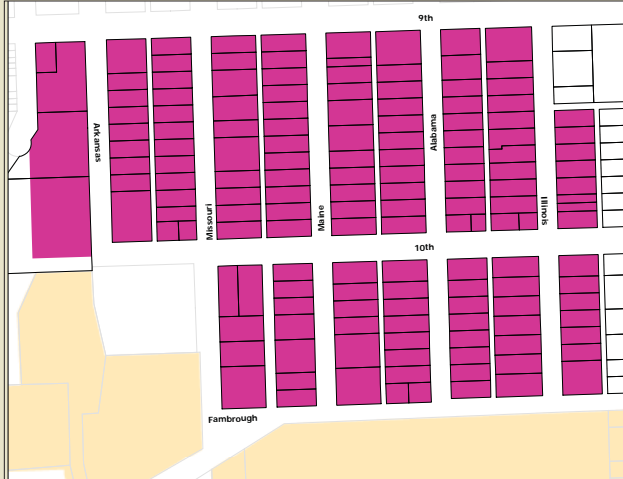 9th
Arkansas
Alabama
Missouri
Maine
Illinois
10th
Fambrough